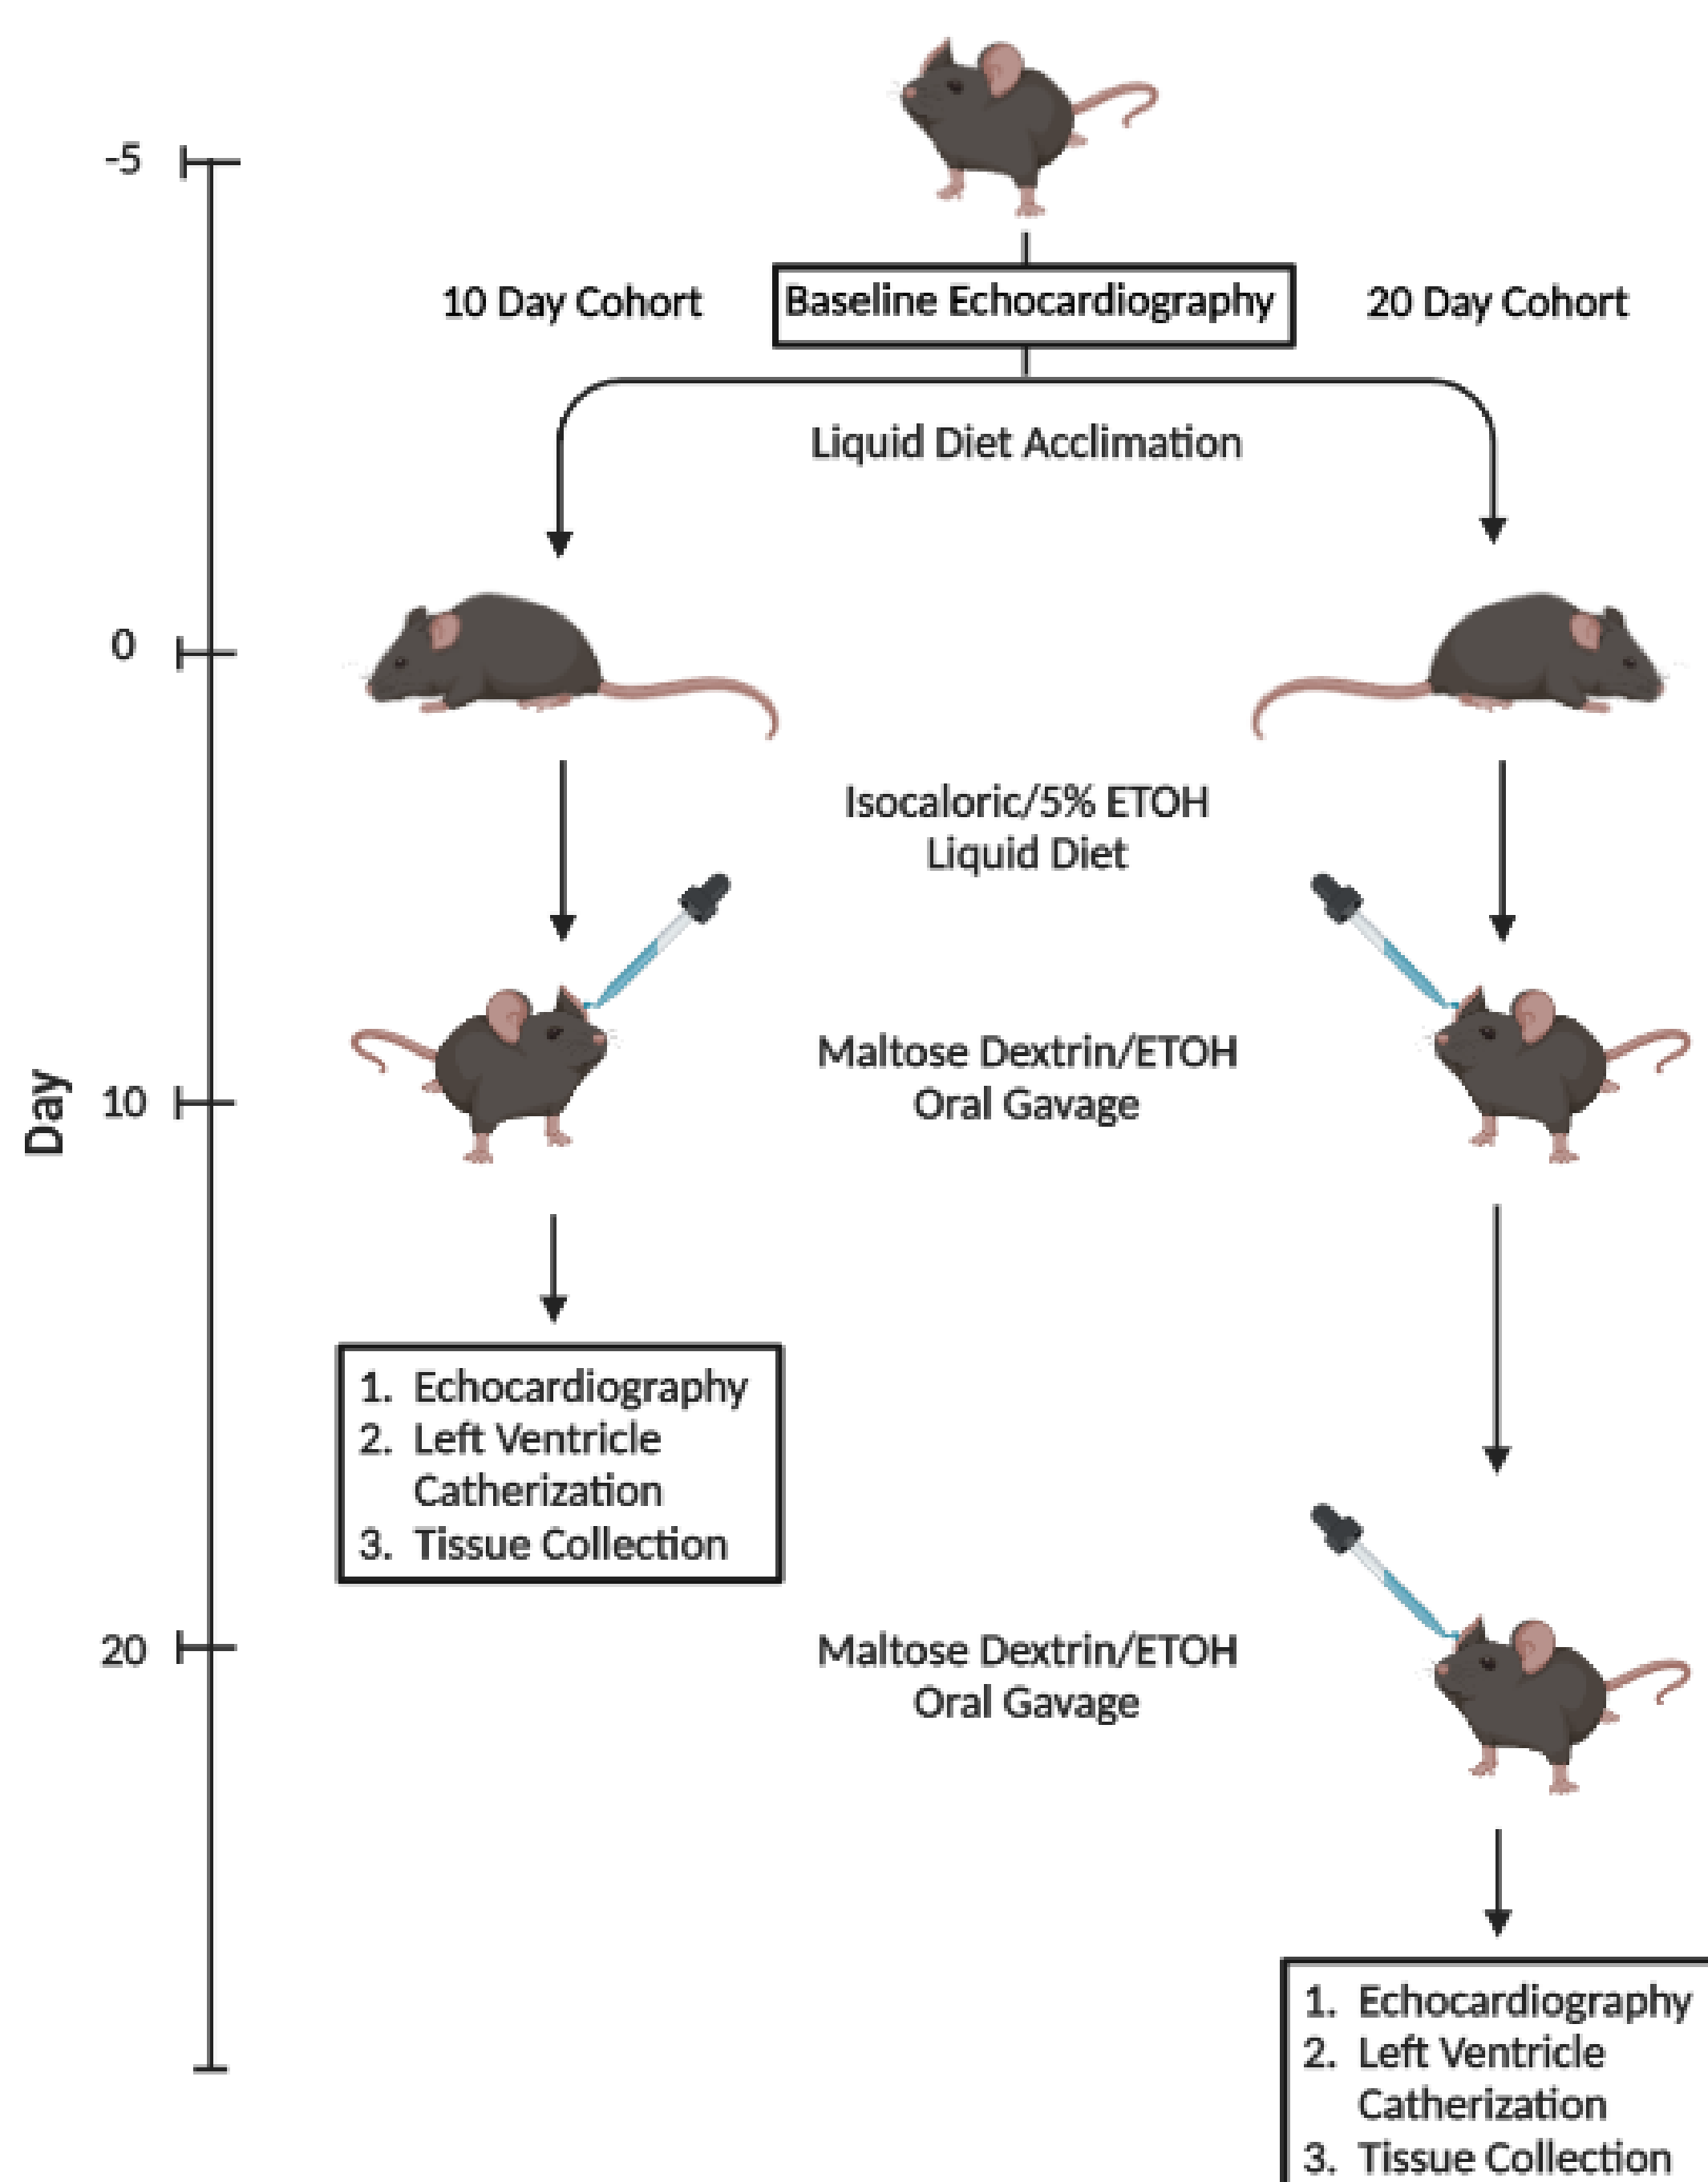 -5
10 Day Cohort
Baseline Echocardiography
20 Day Cohort
Liquid Diet Acclimation
0
Isocaloric/5% ETOH
Liquid Diet
Day
10
Maltose Dextrin/ETOH
Oral Gavage
1. Echocardiography
2. Left Ventricle
Catherization
3. Tissue Collection
20
Maltose Dextrin/ETOH
Oral Gavage
1. Echocardiography
2. Left Ventricle
Catherization
3. Tissue Collection